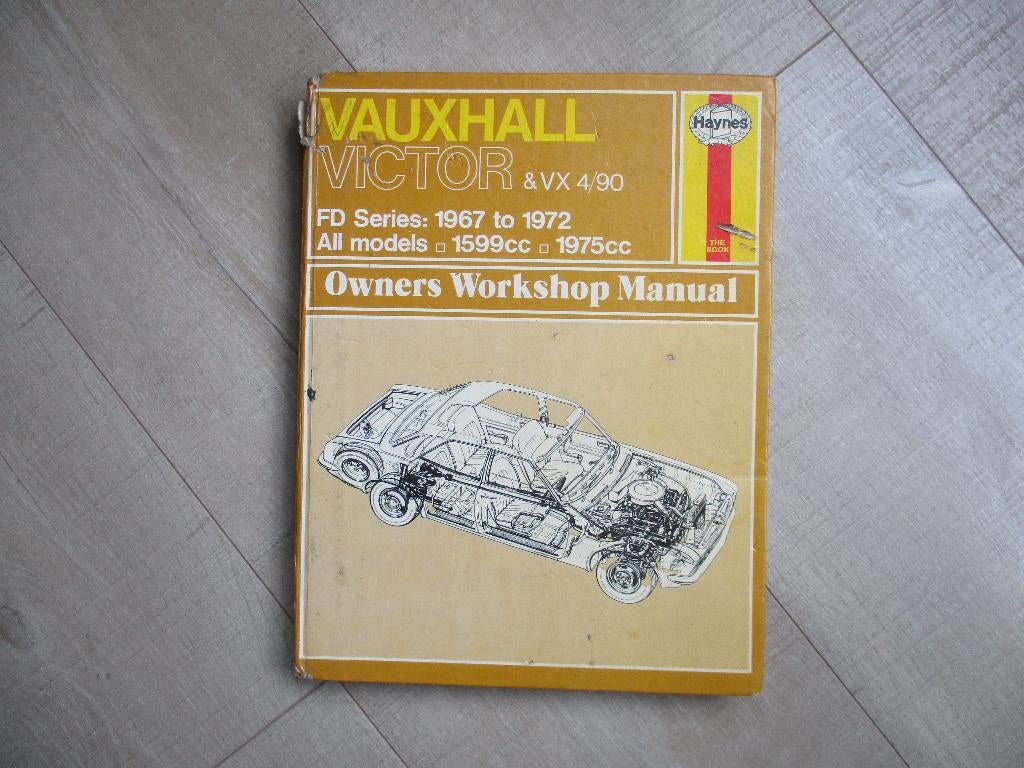 VAUXHALL
VICTOR & VX 4/90
FD Series: 1967 to 1972
All models ▫ 1599cc ▫ 1975cc
Haynes
THE
BOOK
Owners Workshop Manual